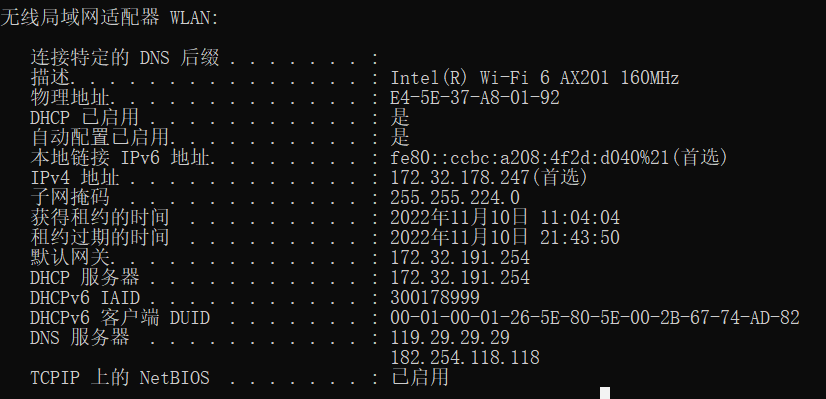 无线局域网适配器 WLAN:
连接特定的 DNS 后缀 . . . . . . . :
描述. . . . . . . . . . . . . . . : Intel(R) Wi-Fi 6 AX201 160MHz
物理地址. . . . . . . . . . . . . : E4-5E-37-A8-01-92
DHCP 已启用 . . . . . . . . . . . : 是
自动配置已启用. . . . . . . . . . : 是
本地链接 IPv6 地址. . . . . . . . : fe80::ccbc:a208:4f2d:d040%21(首选)
IPv4 地址 . . . . . . . . . . . . : 172.32.178.247(首选)
子网掩码  . . . . . . . . . . . . : 255.255.224.0
获得租约的时间  . . . . . . . . . : 2022年11月10日 11:04:04
租约过期的时间  . . . . . . . . . : 2022年11月10日 21:43:50
默认网关. . . . . . . . . . . . . : 172.32.191.254
DHCP 服务器 . . . . . . . . . . . : 172.32.191.254
DHCPv6 IAID . . . . . . . . . . . : 300178999
DHCPv6 客户端 DUID  . . . . . . . : 00-01-00-01-26-5E-80-5E-00-2B-67-74-AD-82
DNS 服务器  . . . . . . . . . . . : 119.29.29.29
182.254.118.118
TCPIP 上的 NetBIOS  . . . . . . . : 已启用